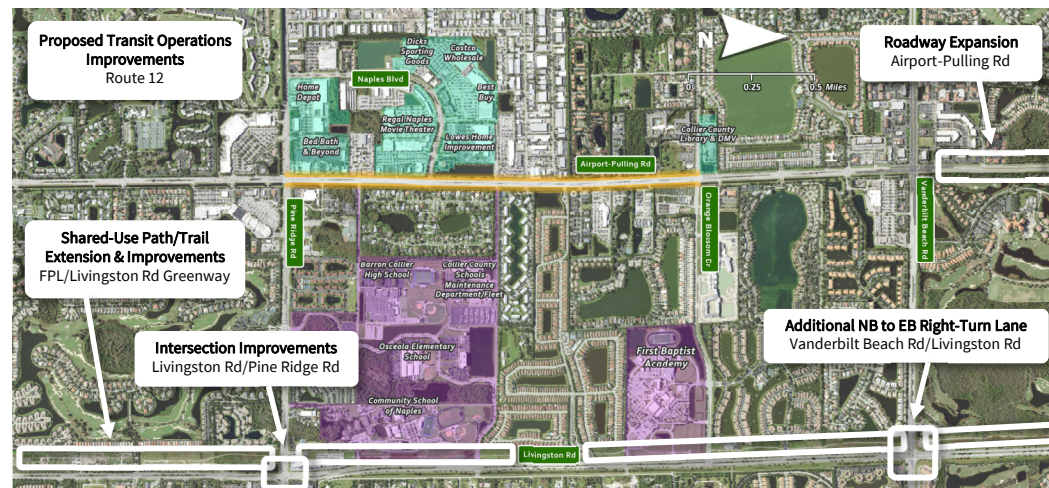 Proposed Transit Operations
Improvements
Route 12
Dicks
Sporting
Goods
Costco
Wholesale
Naples Blvd
Home
Depot
Best
Buy
Regal Naples
Movie Theater
Bed Bath
& Beyond
Lowes Home
Improvement
N
0
0.25
0.5 Miles
Roadway Expansion
Airport-Pulling Rd
Collier County
Library & DMV
Airport-Pulling Rd
Pine Ridge Rd
Orange Blossom Dr
Vanderbilt Beach Rd
Shared-Use Path/Trail
Extension & Improvements
FPL/Livingston Rd Greenway
Barron Collier
High School
Collier County
Schools
Maintenance
Department/Fleet
Intersection Improvements
Livingston Rd/Pine Ridge Rd
Osceola Elementary
School
Community School
of Naples
First Baptist
Academy
Additional NB to EB Right-Turn Lane
Vanderbilt Beach Rd/Livingston Rd
Livingston Rd